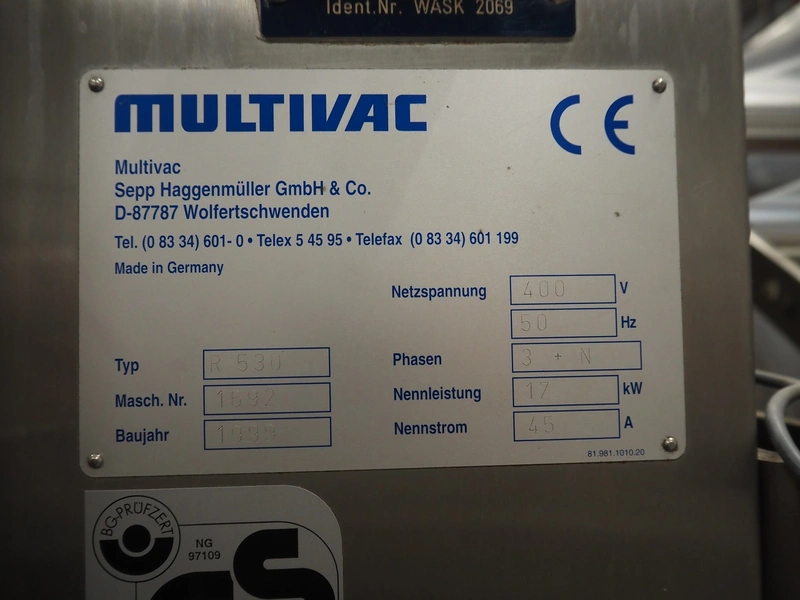 Ident.Nr. WASK 2069
MULTIVAC
CE
Multivac
Sepp Haggenmüller GmbH & Co.
D-87787 Wolfertschwenden
Tel. (0 83 34) 601- 0 • Telex 5 45 95 • Telefax (0 83 34) 601 199
Made in Germany
Netzspannung 400 V
50 Hz
Phasen 3 + N
Nennleistung 17 kW
Nennstrom 45 A
Typ R 530
Masch. Nr. 1692
Baujahr 1999
81.981.1010.20
BG-PRÜFZERT
NG
97109